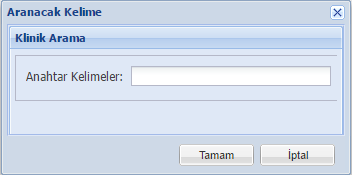 Aranacak Kelime
Klinik Arama
Anahtar Kelimeler:
Tamam İptal